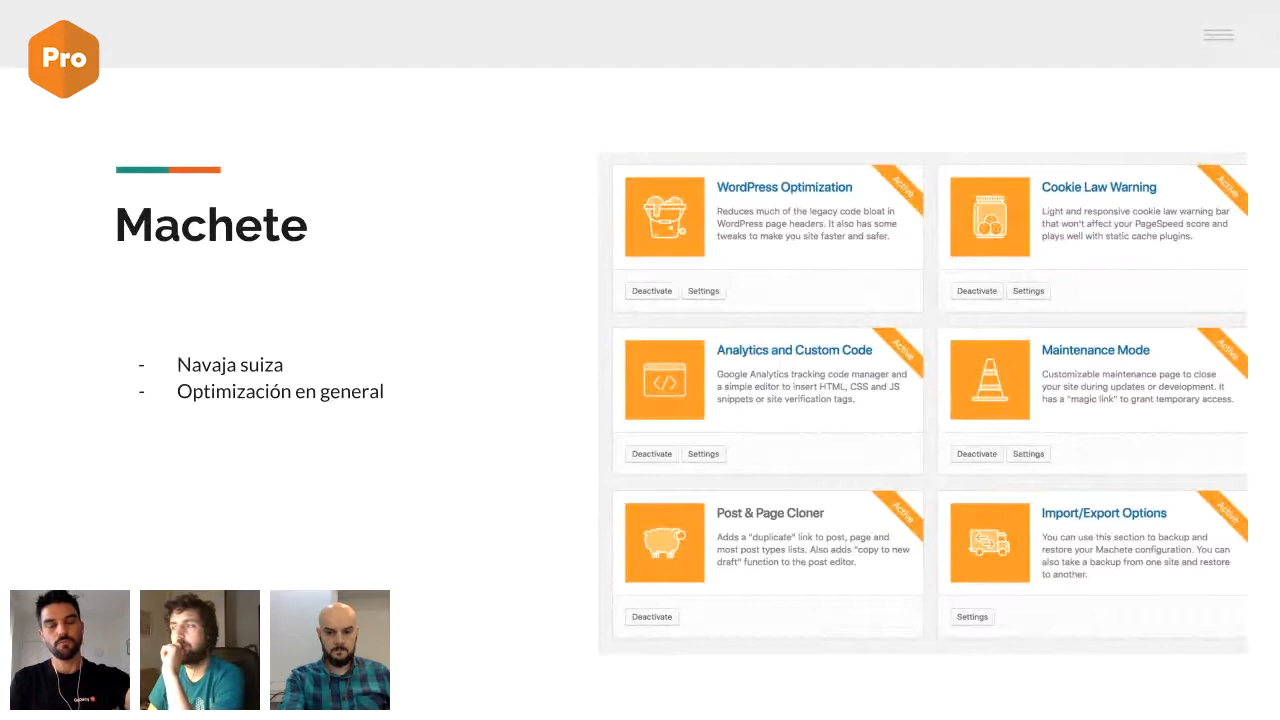 Pro
Machete
- Navaja suiza
- Optimización en general
WordPress Optimization
Active
Reduces much of the legacy code bloat in
WordPress page headers. It also has some
tweaks to make you site faster and safer.
Deactivate Settings
Cookie Law Warning
Active
Light and responsive cookie law warning bar
that won't affect your PageSpeed score and
plays well with static cache plugins.
Deactivate Settings
Analytics and Custom Code
Active
Google Analytics tracking code manager and
a simple editor to insert HTML, CSS and JS
snippets or site verification tags.
Deactivate Settings
Maintenance Mode
Active
Customizable maintenance page to close
your site during updates or development. It
has a "magic link" to grant temporary access.
Deactivate Settings
Post & Page Cloner
Active
Adds a "duplicate" link to post, page and
most post types lists. Also adds "copy to new
draft" function to the post editor.
Deactivate
Import/Export Options
Active
You can use this section to backup and
restore your Machete configuration. You can
also take a backup from one site and restore
to another.
Settings